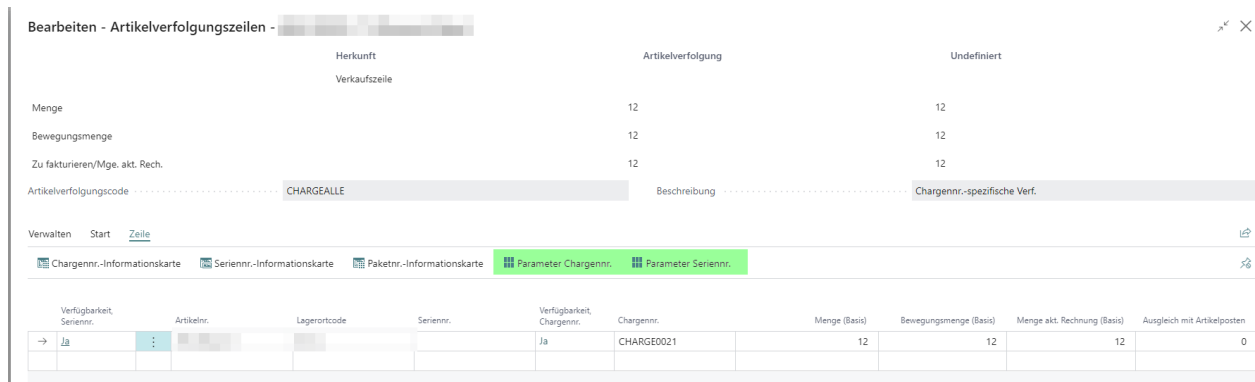 Bearbeiten - Artikelverfolgungszeilen -
Herkunft Artikelverfolgung Undefiniert
Verkaufszeile
Menge 12 12
Bewegungsmenge 12 12
Zu fakturieren/Mge. akt. Rech. 12 12
Artikelverfolgungscode CHARGEALLE Beschreibung Chargennr.-spezifische Verf.
Verwalten Start Zeile
Chargennr.-Informationskarte Seriennr.-Informationskarte Paketnr.-Informationskarte Parameter Chargennr. Parameter Seriennr.
Verfügbarkeit, Seriennr. Artikelnr. Lagerortcode Seriennr. Verfügbarkeit, Chargennr. Chargennr. Menge (Basis) Bewegungsmenge (Basis) Menge akt. Rechnung (Basis) Ausgleich mit Artikelposten
Ja Ja CHARGE0021 12 12 12 0